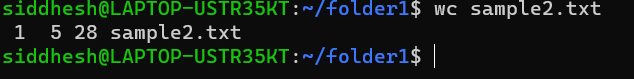 siddhesh@LAPTOP-USTR35KT:~/folder1$ wc sample2.txt
 1  5 28 sample2.txt
siddhesh@LAPTOP-USTR35KT:~/folder1$